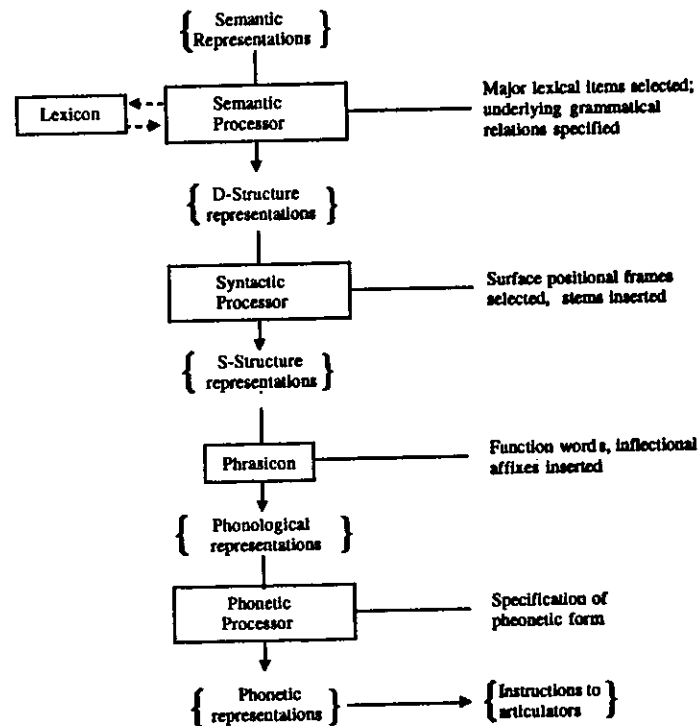 Semantic
Representations
Lexicon
Semantic
Processor
Major lexical items selected;
underlying grammatical
relations specified
D-Structure
representations
Syntactic
Processor
Surface positional frames
selected, stems inserted
S-Structure
representations
Phrasicon
Function words, inflectional
affixes inserted
Phonological
representations
Phonetic
Processor
Specification of
pheonetic form
Phonetic
representations
Instructions to
articulators